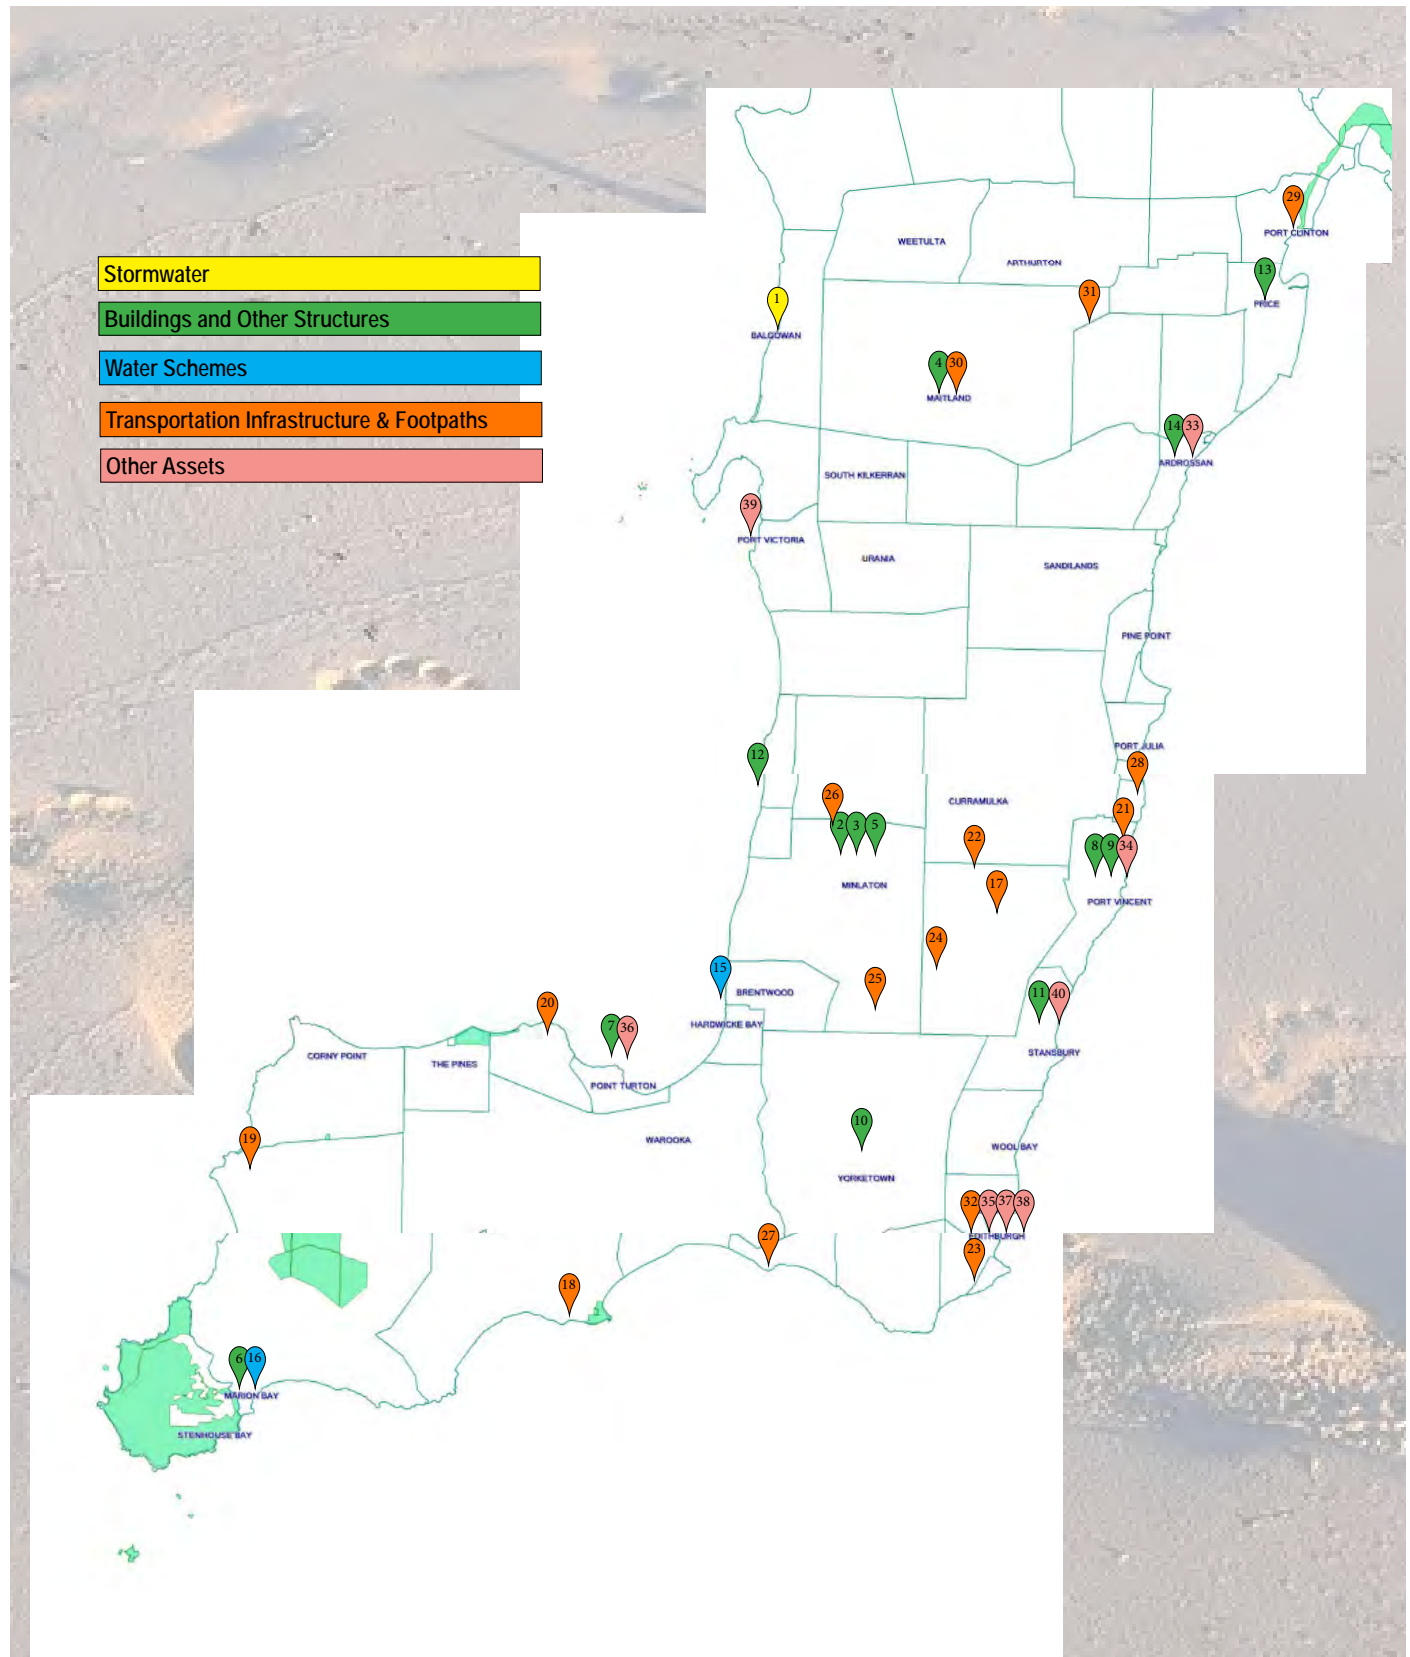 29
PORT CLINTON
WEETULTA
ARTHURTON
13
PRICE
Stormwater
Buildings and Other Structures
Water Schemes
Transportation Infrastructure & Footpaths
Other Assets
1
BALGOWAN
31
4 30
MAITLAND
14 33
ARDROSSAN
SOUTH KILKERRAN
39
PORT VICTORIA
URANIA
SANDILANDS
PINE POINT
PORT JULIA
12
28
26
CURRAMULKA
21
2 3 5
22
8 9 34
MINLATON
17
PORT VINCENT
24
15
25
BRENTWOOD
11 40
20
7 36
HARDWICKE BAY
CORNY POINT
THE PINES
STANSBURY
POINT TURTON
10
19
WAROOKA
WOOL BAY
YORKETOWN
32 35 37 38
EDITHBURGH
27
23
18
6 16
MARION BAY
STENHOUSE BAY